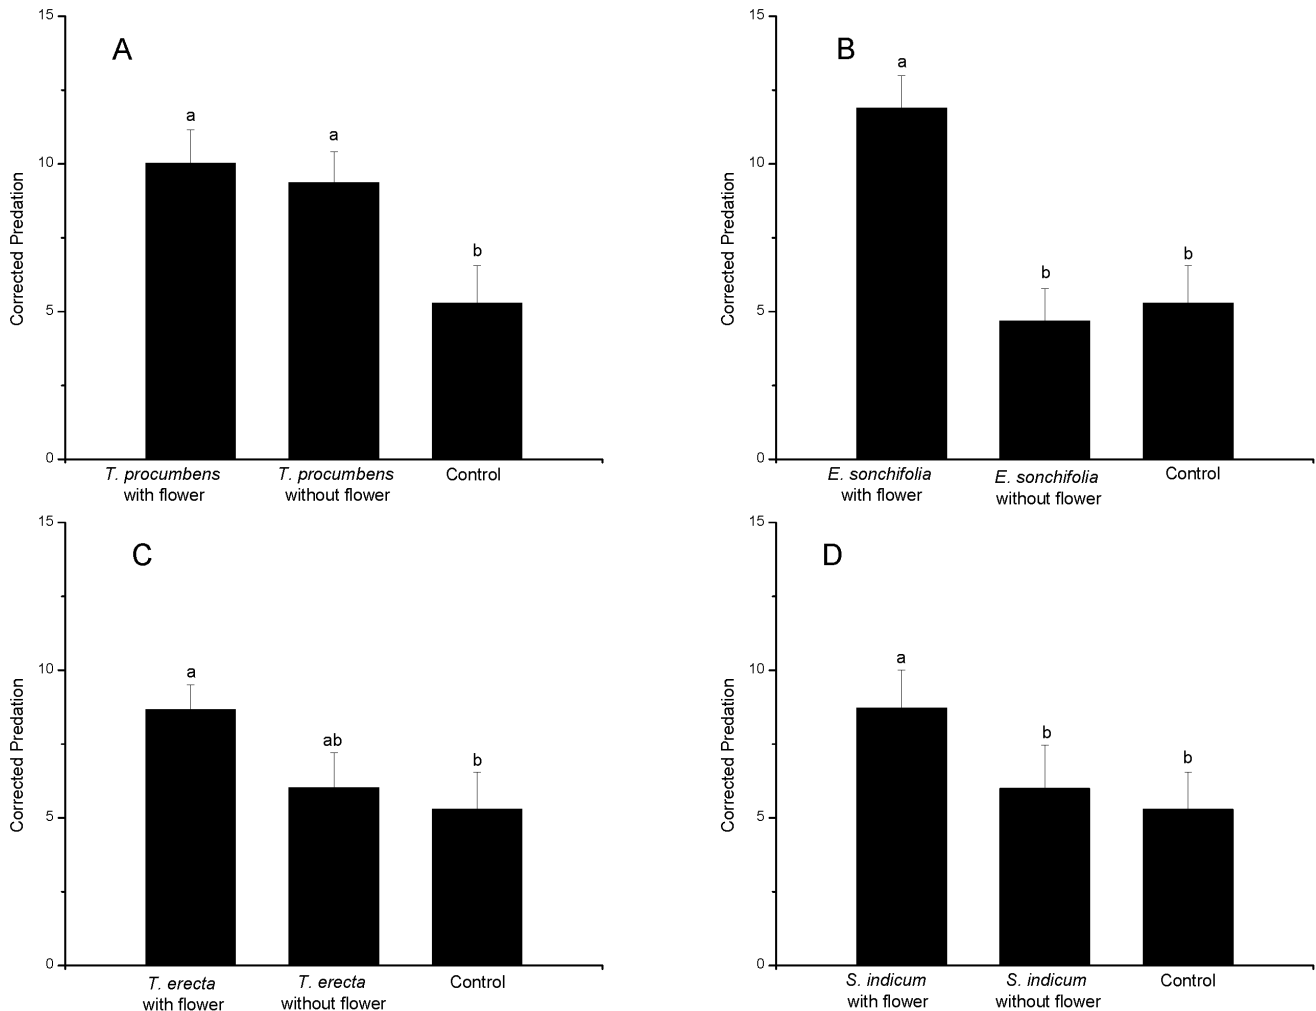 A
15
10
5
0
Corrected Predation
a
a
b
T. procumbens
with flower
T. procumbens
without flower
Control
B
15
10
5
0
Corrected Predation
a
b
b
E. sonchifolia
with flower
E. sonchifolia
without flower
Control
C
15
10
5
0
Corrected Predation
a
ab
b
T. erecta
with flower
T. erecta
without flower
Control
D
15
10
5
0
Corrected Predation
a
b
b
S. indicum
with flower
S. indicum
without flower
Control